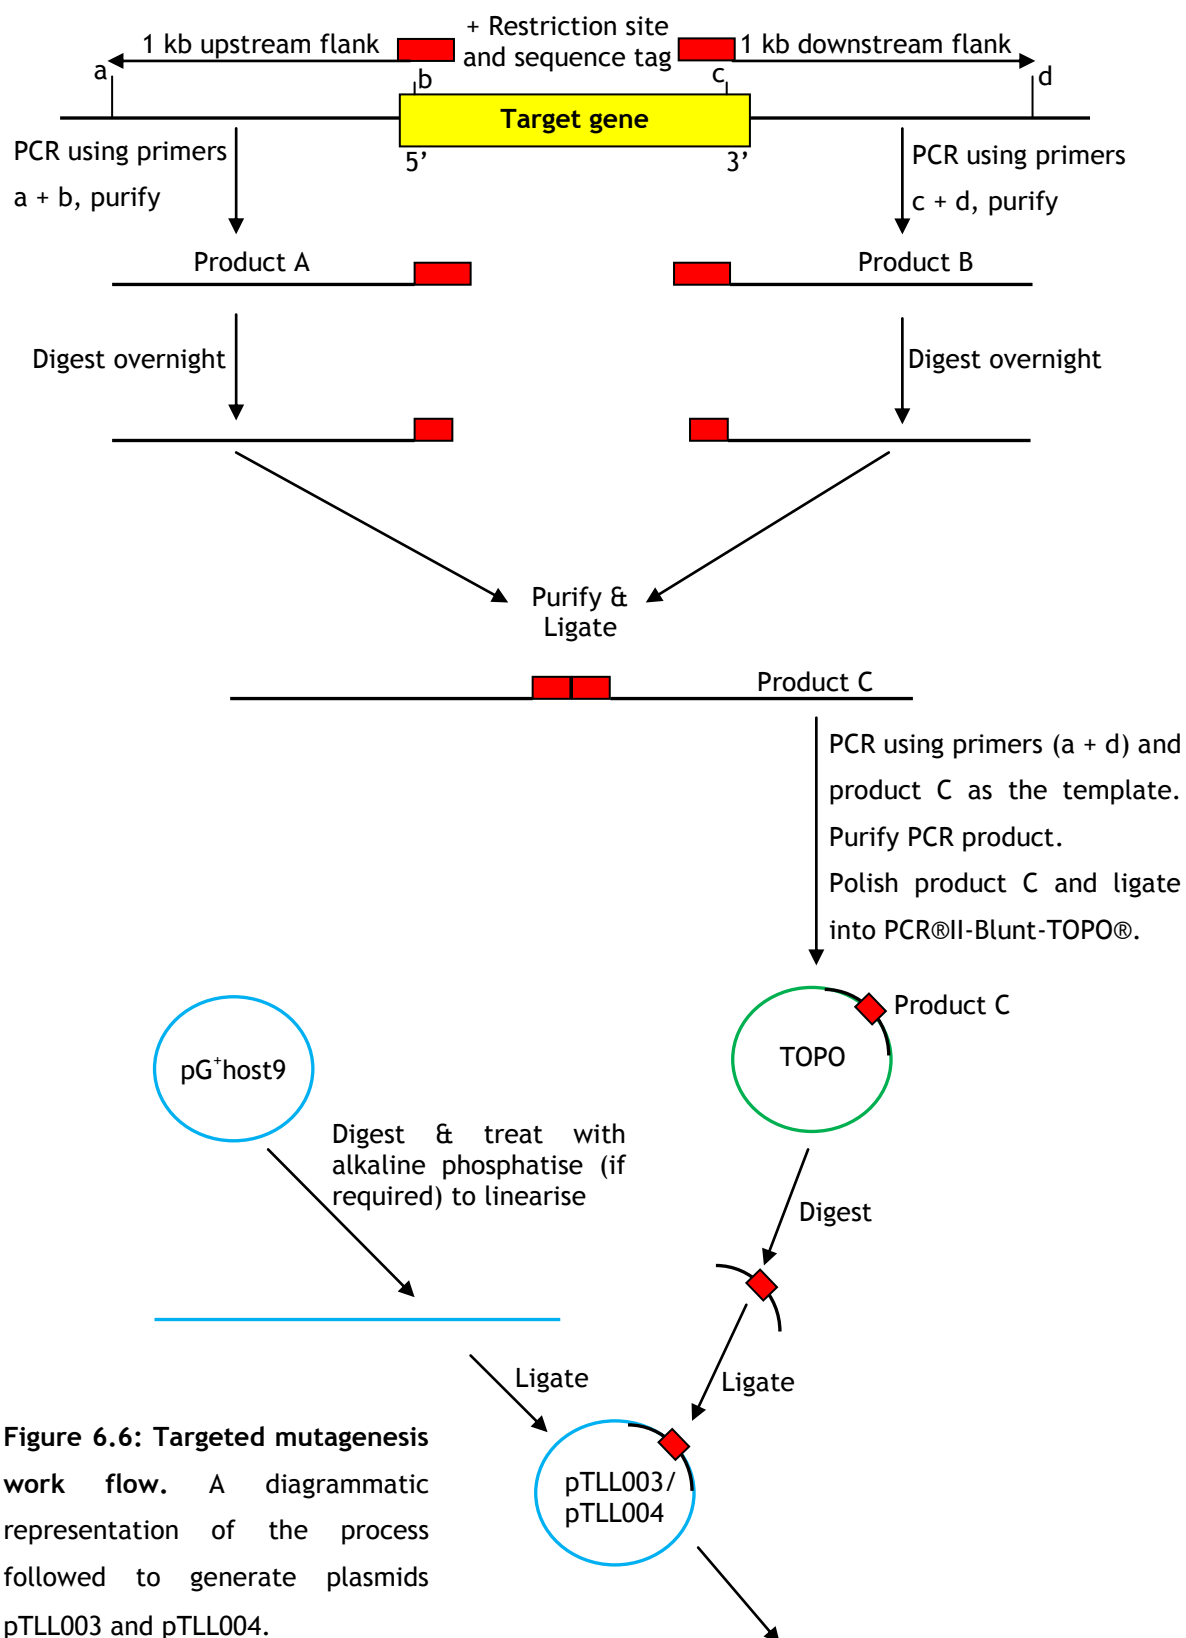 + Restriction site
and sequence tag
1 kb upstream flank
1 kb downstream flank
a
b
c
d
Target gene
5’
3’
PCR using primers
a + b, purify
PCR using primers
c + d, purify
Product A
Product B
Digest overnight
Digest overnight
Purify &
Ligate
Product C
PCR using primers (a + d) and
product C as the template.
Purify PCR product.
Polish product C and ligate
into PCR®II-Blunt-TOPO®.
Product C
TOPO
pG+host9
Digest & treat with
alkaline phosphatise (if
required) to linearise
Digest
Ligate
Ligate
pTLL003/
pTLL004
Figure 6.6: Targeted mutagenesis
work flow. A diagrammatic
representation of the process
followed to generate plasmids
pTLL003 and pTLL004.